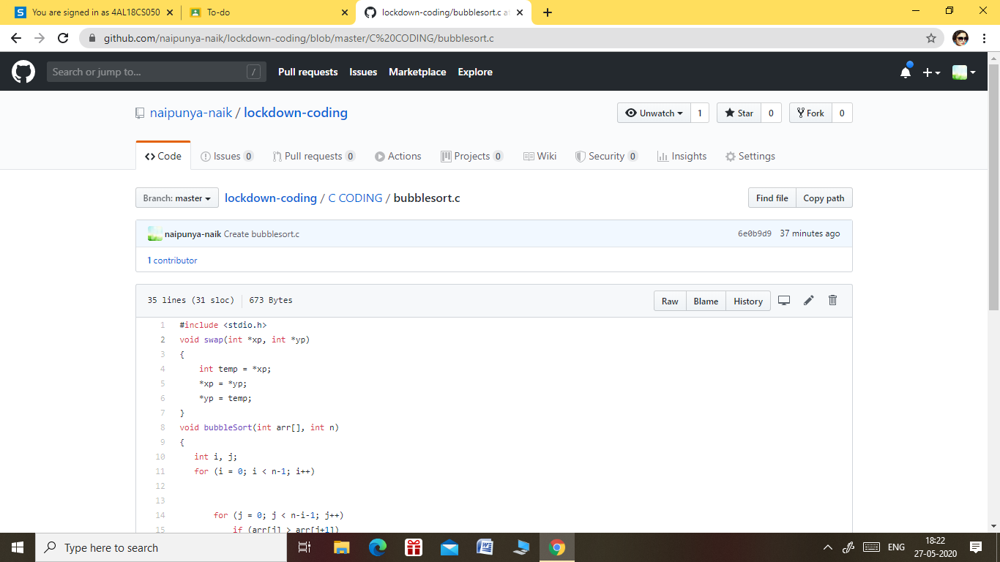 You are signed in as 4AL18CS050
To-do
lockdown-coding/bubblesort.c at
github.com/naipunya-naik/lockdown-coding/blob/master/C%20CODING/bubblesort.c
Search or jump to... / Pull requests Issues Marketplace Explore
naipunya-naik / lockdown-coding
Unwatch 1 Star 0 Fork 0
Code Issues 0 Pull requests 0 Actions Projects 0 Wiki Security 0 Insights Settings
Branch: master lockdown-coding / C CODING / bubblesort.c Find file Copy path
naipunya-naik Create bubblesort.c 6e0b9d9 37 minutes ago
1 contributor
35 lines (31 sloc) 673 Bytes Raw Blame History
1 #include <stdio.h>
2 void swap(int *xp, int *yp)
3 {
4 int temp = *xp;
5 *xp = *yp;
6 *yp = temp;
7 }
8 void bubbleSort(int arr[], int n)
9 {
10 int i, j;
11 for (i = 0; i < n-1; i++)
12
13
14 for (j = 0; j < n-i-1; j++)
15 if (arr[j] > arr[j+1])
Type here to search
ENG
18:22
27-05-2020